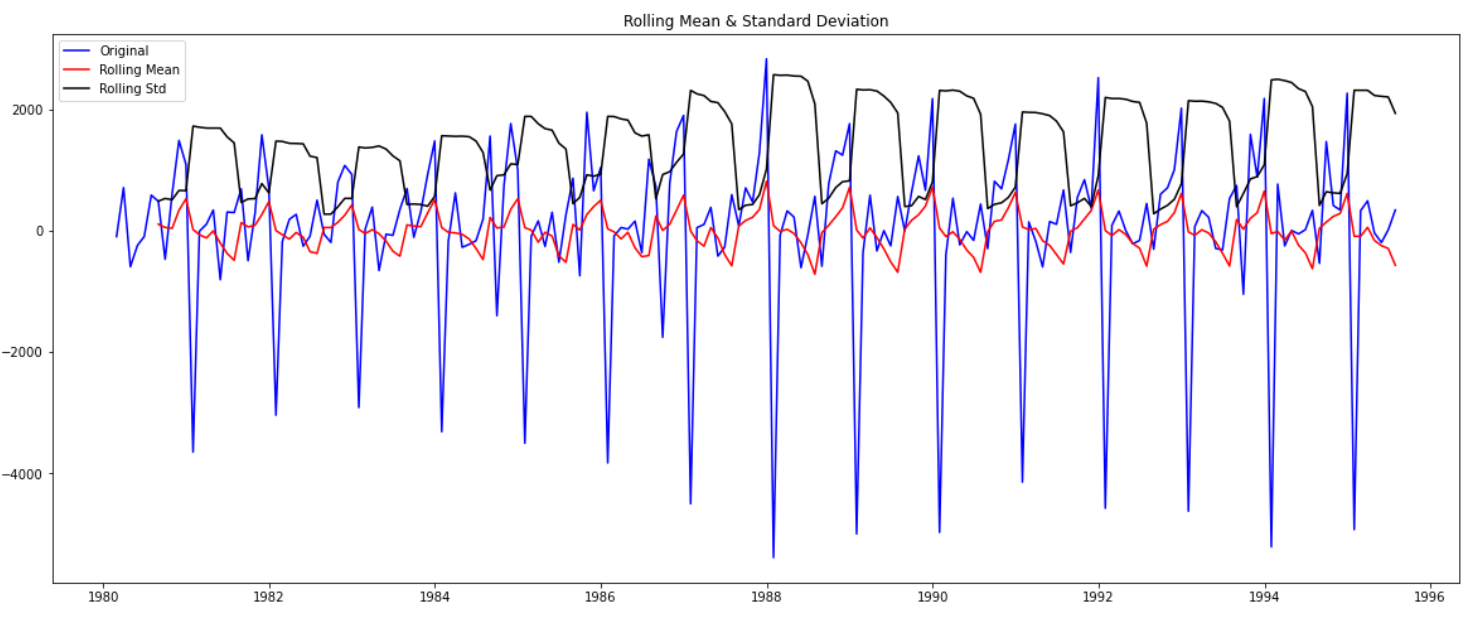 Rolling Mean & Standard Deviation
Original
Rolling Mean
Rolling Std
2000
0
−2000
−4000
1980 1982 1984 1986 1988 1990 1992 1994 1996